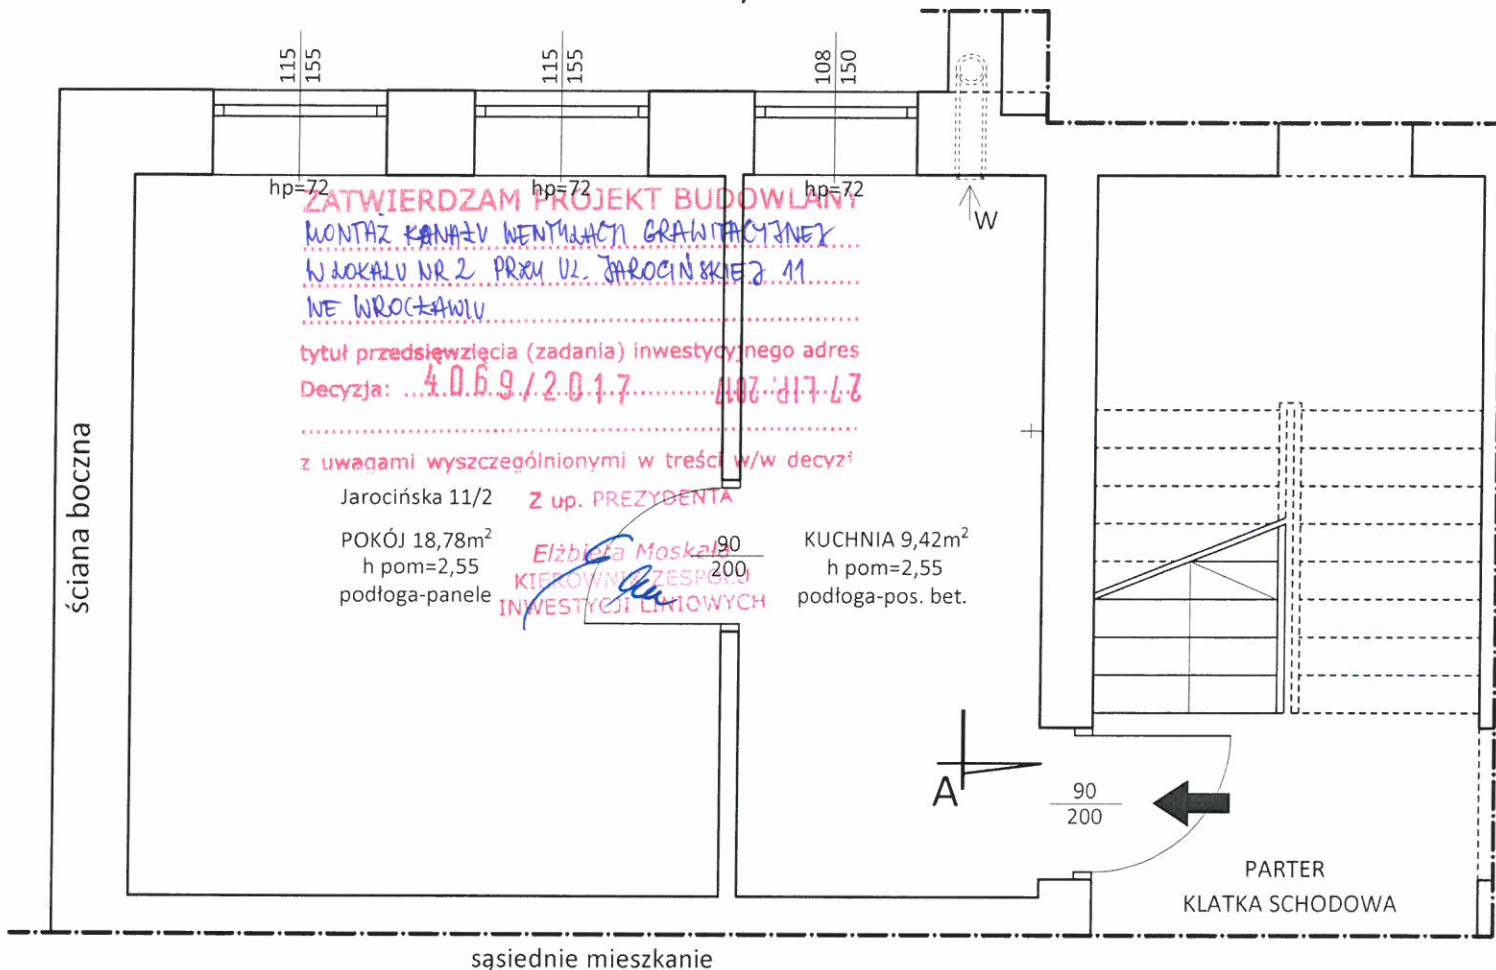 115
155
115
155
108
150
hp=72
hp=72
hp=72
W
ZATWIERDZAM PROJEKT BUDOWLANY
MONTAŻ KANAŁU WENTYLACJI GRAWITACYJNEJ
W LOKALU NR 2 PRZY UL. JAROCIŃSKIEJ 11
WE WROCŁAWIU
tytuł przedsięwzięcia (zadania) inwestycyjnego adres
Decyzja: 4069/2017 27 LIP. 2017
z uwagami wyszczególnionymi w treści w/w decyzi
Z up. PREZYDENTA
Elżbieta Moskała
KIEROWNIK ZESPOŁU
INWESTYCJI LINIOWYCH
ściana boczna
Jarocińska 11/2
POKÓJ 18,78m²
h pom=2,55
podłoga-panele
90
200
KUCHNIA 9,42m²
h pom=2,55
podłoga-pos. bet.
A
90
200
PARTER
KLATKA SCHODOWA
sąsiednie mieszkanie